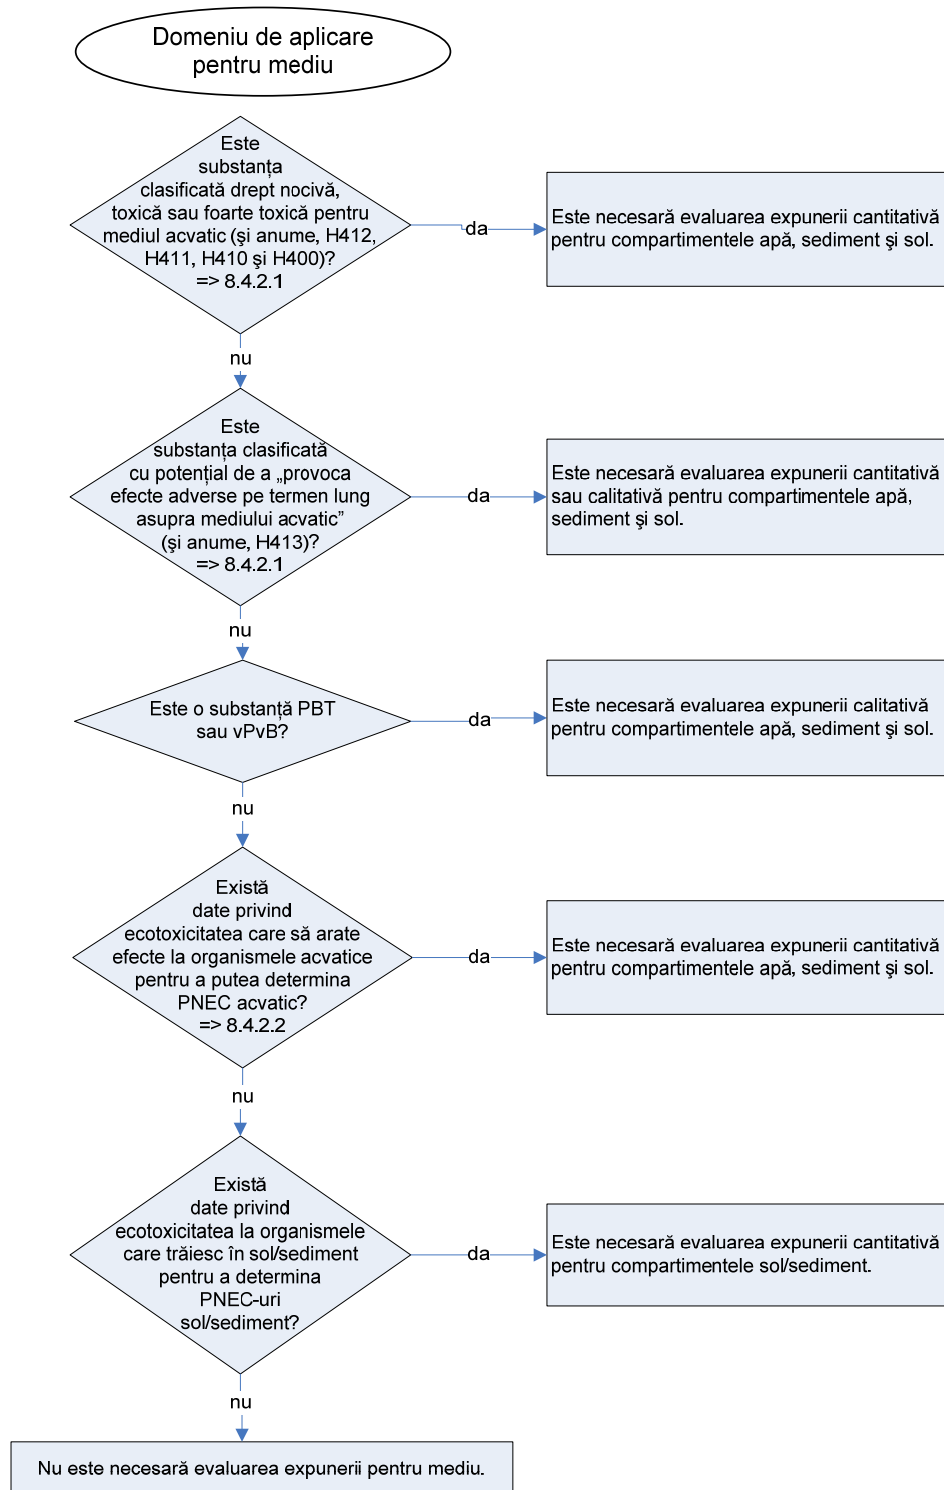 Domeniu de aplicare
pentru mediu
Este
substanța
clasificată drept nocivă,
toxică sau foarte toxică pentru
mediul acvatic (şi anume, H412,
H411, H410 şi H400)?
=> 8.4.2.1
da
Este necesară evaluarea expunerii cantitativă
pentru compartimentele apă, sediment şi sol.
nu
Este
substanța clasificată
cu potențial de a „provoca
efecte adverse pe termen lung
asupra mediului acvatic”
(şi anume, H413)?
=> 8.4.2.1
da
Este necesară evaluarea expunerii cantitativă
sau calitativă pentru compartimentele apă,
sediment şi sol.
nu
Este o substanță PBT
sau vPvB?
da
Este necesară evaluarea expunerii calitativă
pentru compartimentele apă, sediment şi sol.
nu
Există
date privind
ecotoxicitatea care să arate
efecte la organismele acvatice
pentru a putea determina
PNEC acvatic?
=> 8.4.2.2
da
Este necesară evaluarea expunerii cantitativă
pentru compartimentele apă, sediment şi sol.
nu
Există
date privind
ecotoxicitatea la organismele
care trăiesc în sol/sediment
pentru a determina
PNEC-uri
sol/sediment?
da
Este necesară evaluarea expunerii cantitativă
pentru compartimentele sol/sediment.
nu
Nu este necesară evaluarea expunerii pentru mediu.